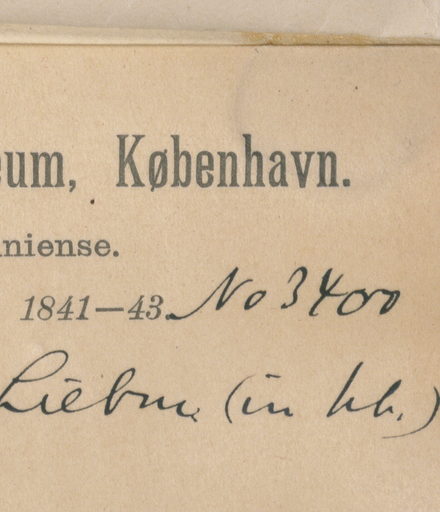 eum, København.
niense.
1841—43. No 3400
Liebm. (in hb.)